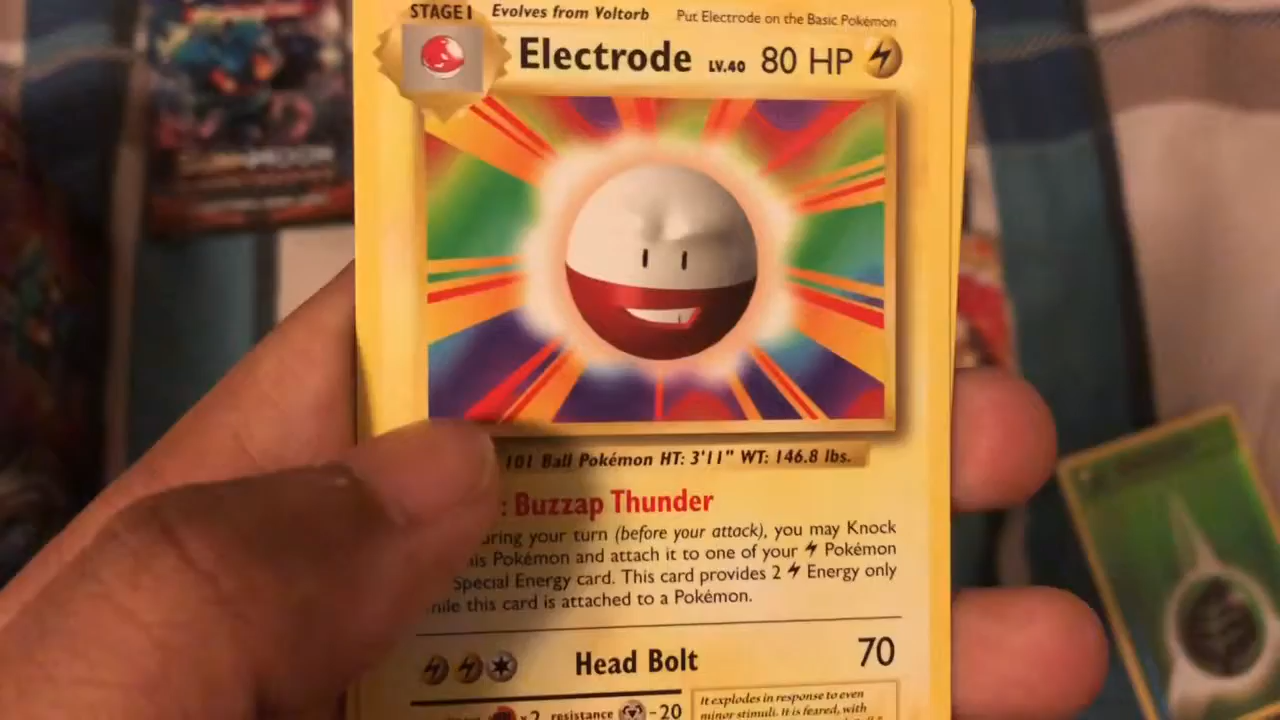 STAGE 1 Evolves from Voltorb Put Electrode on the Basic Pokémon
Electrode LV.40 80 HP
101 Ball Pokémon HT: 3'11" WT: 146.8 lbs.
: Buzzap Thunder
uring your turn (before your attack), you may Knock
his Pokémon and attach it to one of your Pokémon
Special Energy card. This card provides 2 Energy only
hile this card is attached to a Pokémon.
Head Bolt 70
x2 resistance -20
It explodes in response to even
minor stimuli. It is feared, with
MOON